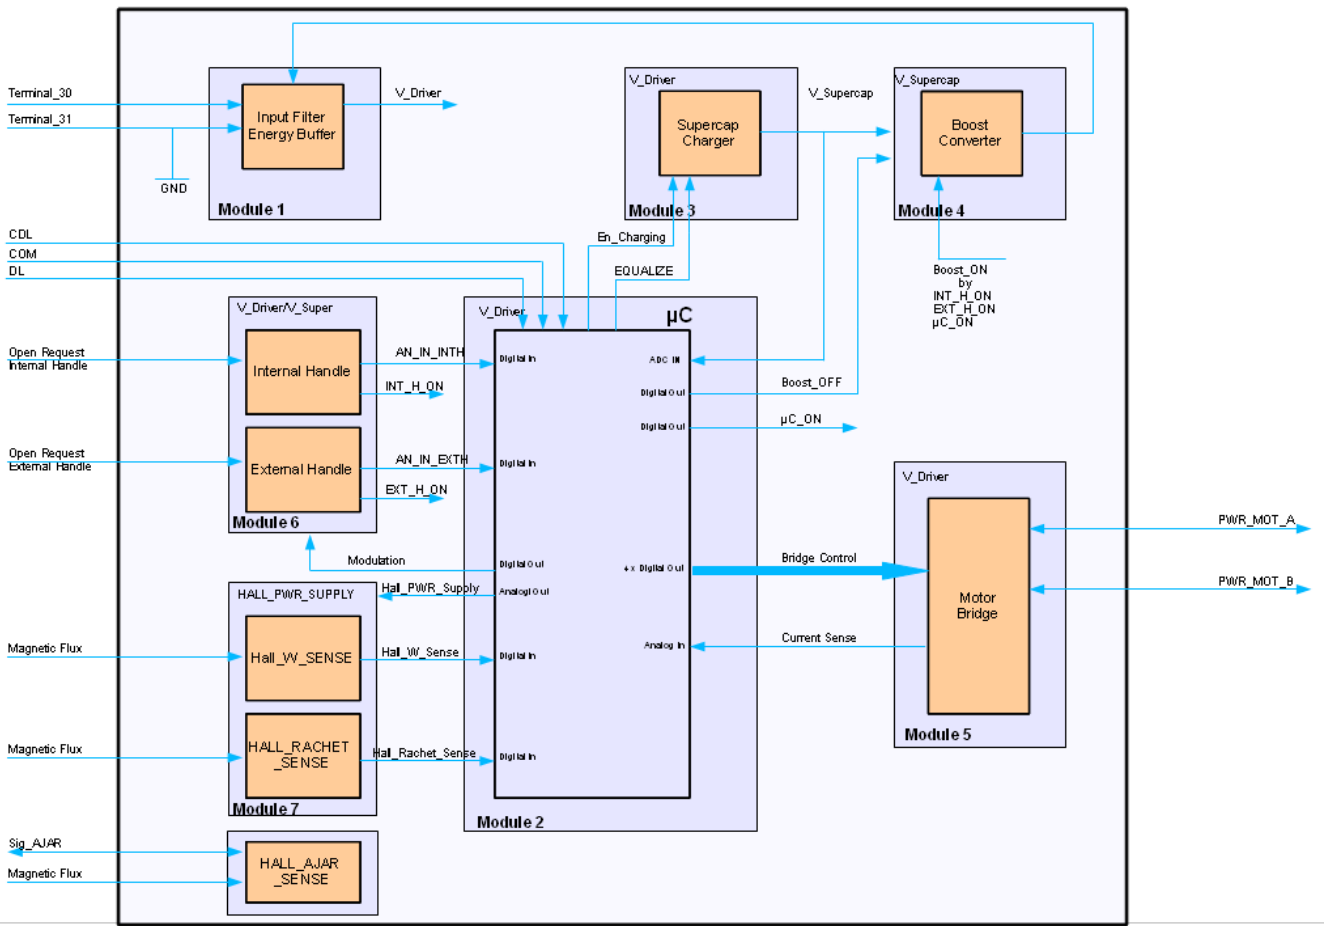 Terminal_30
Terminal_31
GND
Input Filter
Energy Buffer
Module 1
V_Driver
V_Driver
Supercap
Charger
Module 3
V_Supercap
V_Supercap
Boost
Converter
Module 4
CDL
COM
DL
En_Charging
EQUALIZE
Boost_ON
by
INT_H_ON
EXT_H_ON
µC_ON
V_Driver/V_Super
Open Request
Internal Handle
Internal Handle
AN_IN_INTH
INT_H_ON
Open Request
External Handle
External Handle
AN_IN_EXTH
EXT_H_ON
Module 6
Modulation
Hall_PWR_Supply
V_Driver
µC
Digital In
ADC IN
Digital Out
Digital Out
Digital In
Digital Out
4x Digital Out
Analogl Out
Digital In
Analog In
Digital In
Module 2
Boost_OFF
µC_ON
Bridge Control
Current Sense
V_Driver
Motor
Bridge
Module 5
PWR_MOT_A
PWR_MOT_B
HALL_PWR_SUPPLY
Magnetic Flux
Hall_W_SENSE
Hall_W_Sense
Magnetic Flux
HALL_RACHET
_SENSE
Hall_Rachet_Sense
Module 7
Sig_AJAR
Magnetic Flux
HALL_AJAR
_SENSE